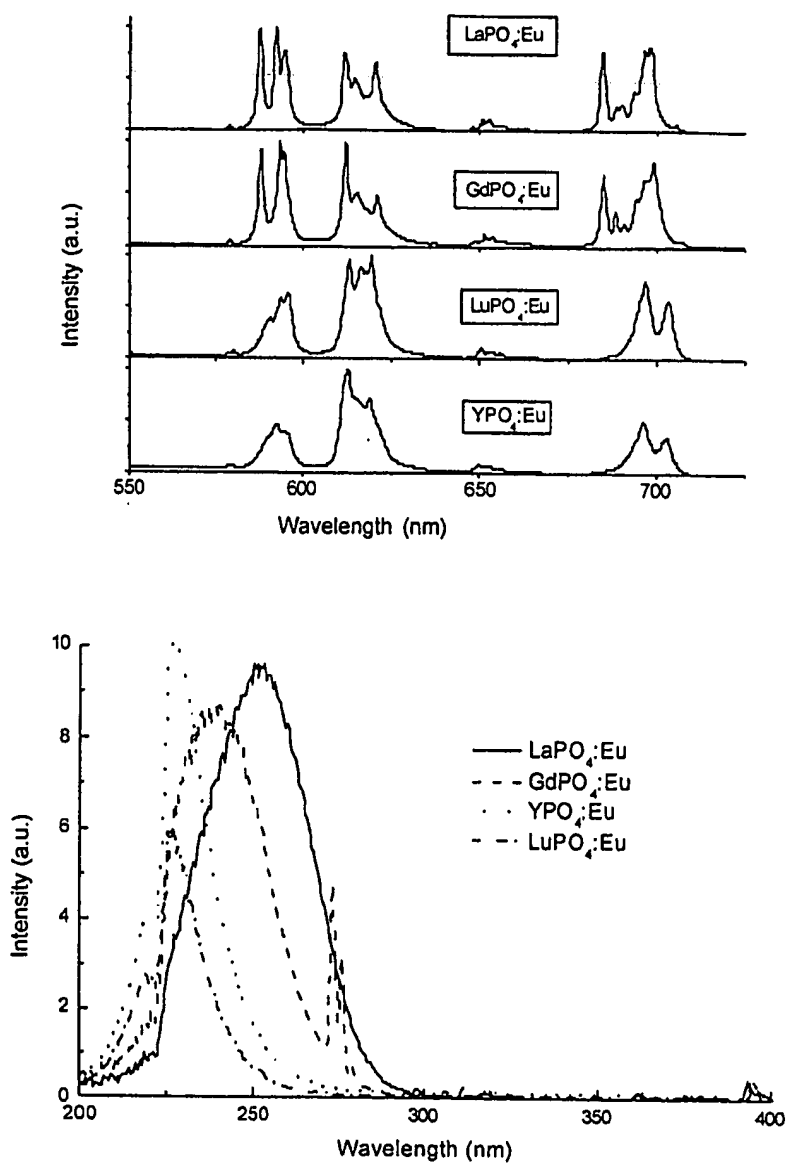 LaPO4:Eu
GdPO4:Eu
LuPO4:Eu
YPO4:Eu
Intensity (a.u.)
550 600 650 700
Wavelength (nm)
10
8
6
4
2
0
Intensity (a.u.)
LaPO4:Eu
GdPO4:Eu
YPO4:Eu
LuPO4:Eu
200 250 300 350 400
Wavelength (nm)